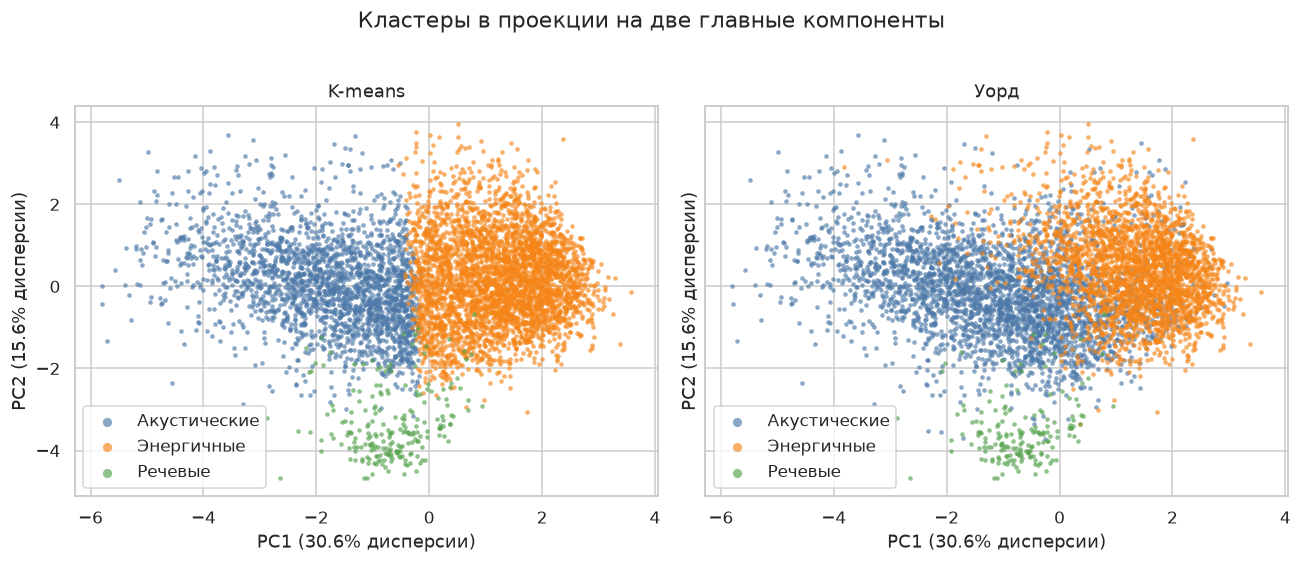 Кластеры в проекции на две главные компоненты
K-means
4
2
0
−2
−4
PC2 (15.6% дисперсии)
Акустические
Энергичные
Речевые
−6 −4 −2 0 2 4
PC1 (30.6% дисперсии)
Уорд
PC2 (15.6% дисперсии)
Акустические
Энергичные
Речевые
−6 −4 −2 0 2 4
PC1 (30.6% дисперсии)